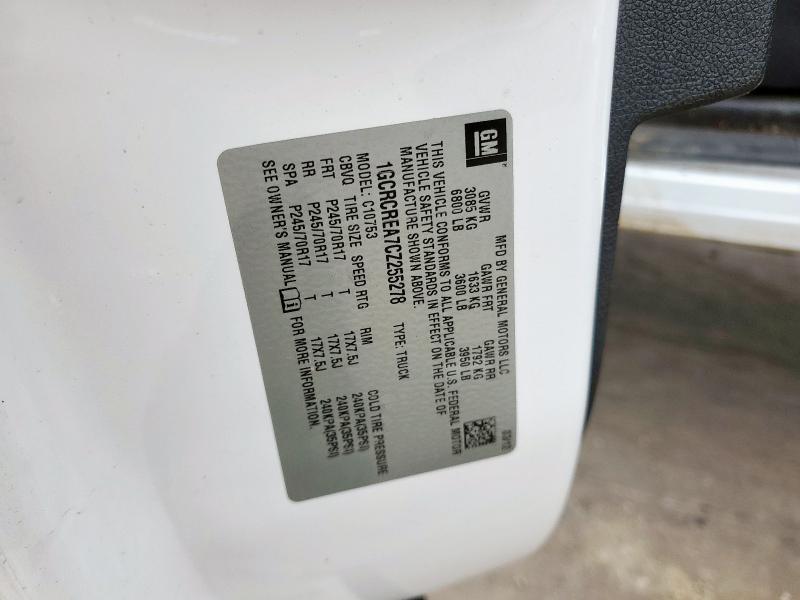 GM
MFD BY GENERAL MOTORS LLC
03/12
GVWR GAWR FRT GAWR RR
3085 KG 1633 KG 1792 KG
6800 LB 3600 LB 3950 LB
THIS VEHICLE CONFORMS TO ALL APPLICABLE U.S. FEDERAL MOTOR
VEHICLE SAFETY STANDARDS IN EFFECT ON THE DATE OF
MANUFACTURE SHOWN ABOVE.
1GCRCREA7CZ255278 TYPE: TRUCK
MODEL: C10753
CBVQ TIRE SIZE SPEED RTG RIM COLD TIRE PRESSURE
FRT P245/70R17 T 17X7.5J 240KPA(35PSI)
RR P245/70R17 T 17X7.5J 240KPA(35PSI)
SPA P245/70R17 T 17X7.5J 240KPA(35PSI)
SEE OWNER'S MANUAL FOR MORE INFORMATION.